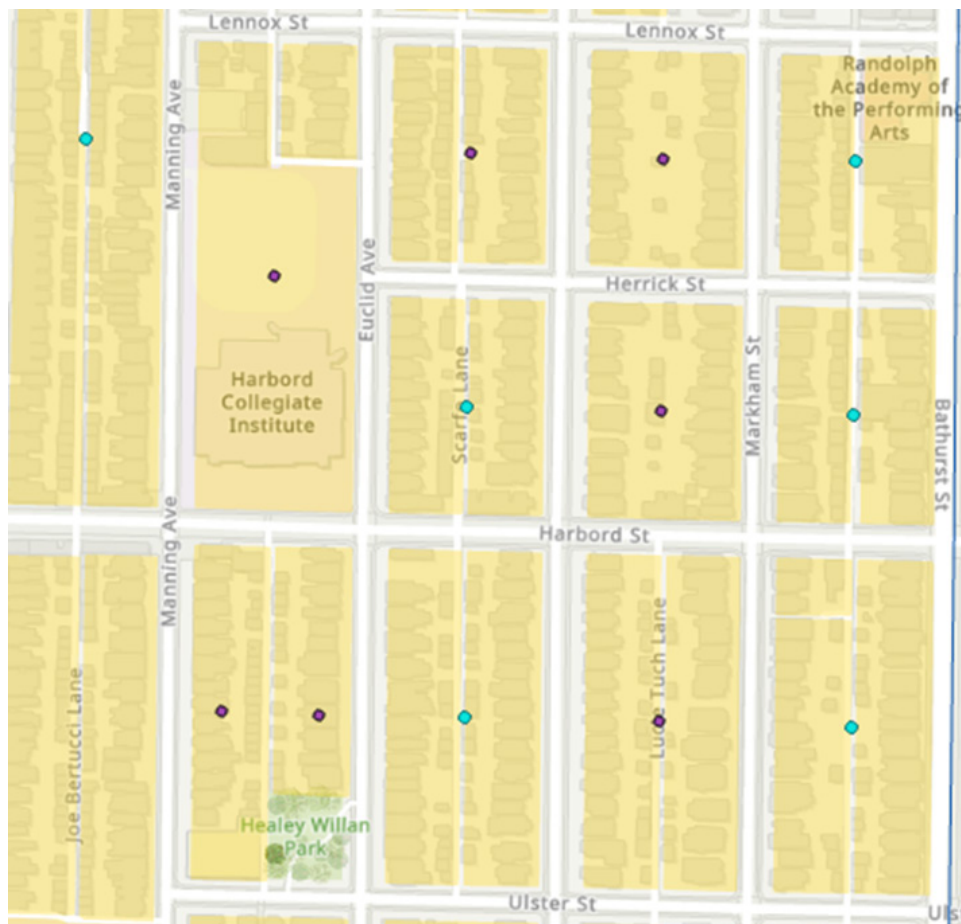 Lennox St
Lennox St
Randolph
Academy of
the Performing
Arts
Manning Ave
Euclid Ave
Herrick St
Harbord
Collegiate
Institute
Scarfe Lane
Markham St
Bathurst St
Manning Ave
Harbord St
Joe Bertucci Lane
Lucie Tuch Lane
Healey Willan
Park
Ulster St
Uls